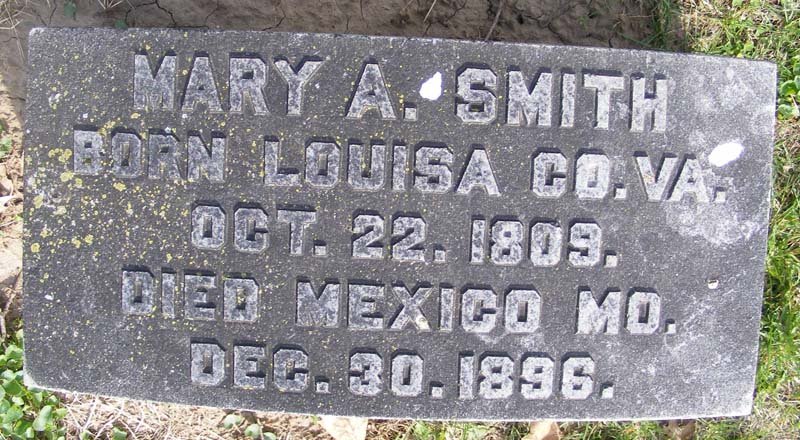 MARY A. SMITH
BORN LOUISA CO. VA.
OCT. 22. 1809.
DIED MEXICO MO.
DEC. 30. 1896.